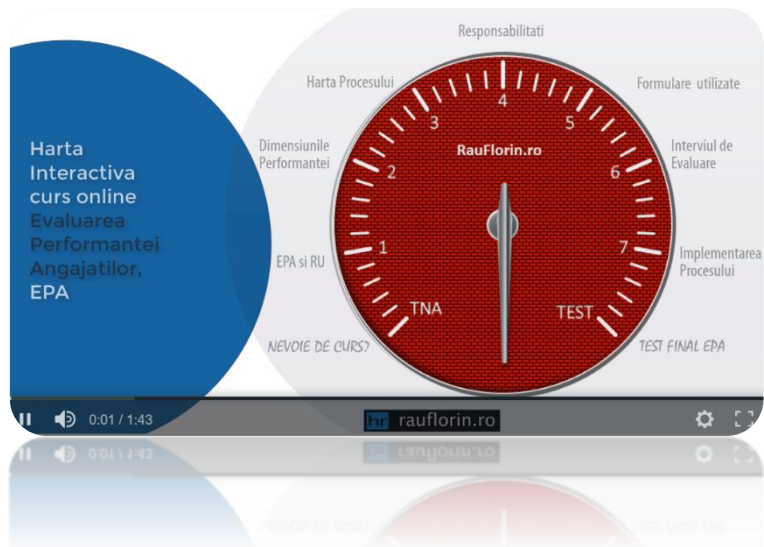 Harta
Interactiva
curs online
Evaluarea
Performantei
Angajatilor,
EPA
Responsabilitati
Harta Procesului
Formulare utilizate
Dimensiunile
Performantei
Interviul de
Evaluare
EPA si RU
Implementarea
Procesului
NEVOIE DE CURS?
TEST FINAL EPA
RauFlorin.ro
TNA
1
2
3
4
5
6
7
TEST
0:01 / 1:43
hr rauflorin.ro